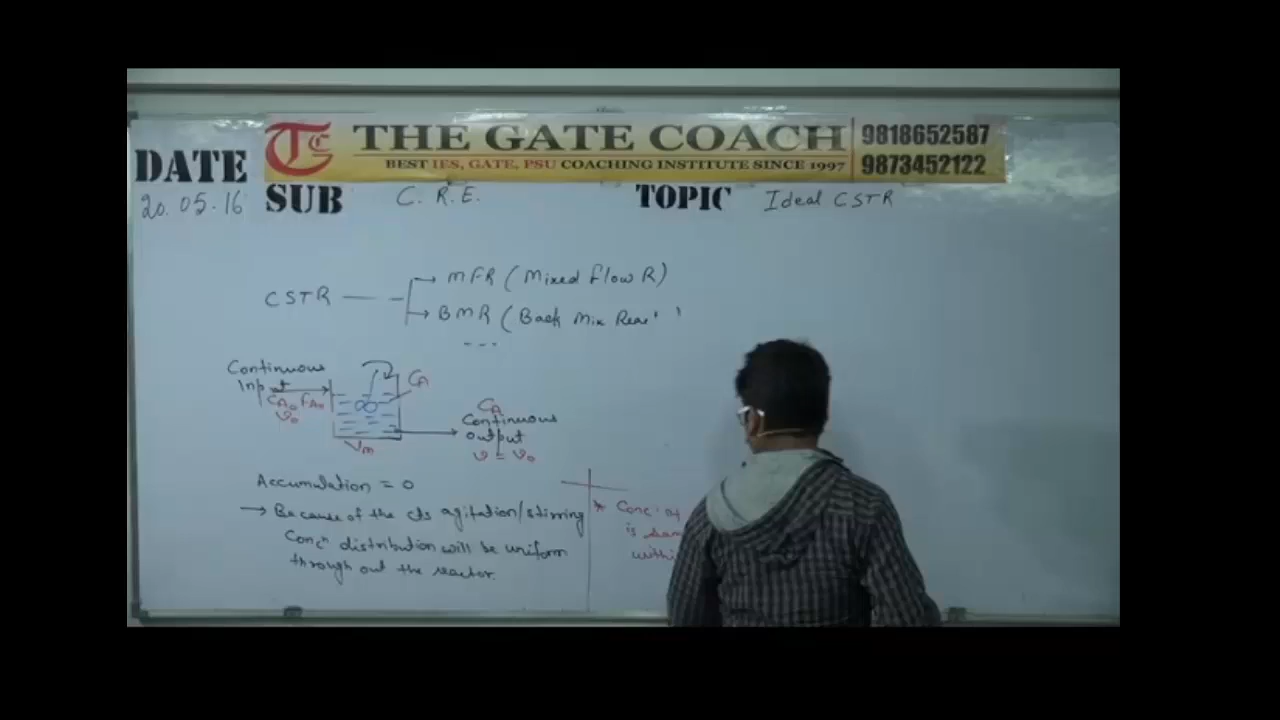 THE GATE COACH
BEST IES, GATE, PSU COACHING INSTITUTE SINCE 1997
9818652587
9873452122
DATE
20.05.16
SUB
C. R. E.
TOPIC
Ideal CSTR
CSTR
MFR (Mixed Flow R)
BMR (Back Mix Reac
Continuous
Input
CA0 FA0
v0
CA
Vm
CA
Continuous
output
v = v0
Accumulation = 0
→ Because of the cts agitation/stirring
Concn distribution will be uniform
through out the reactor.
* Conc: of
is sam
within